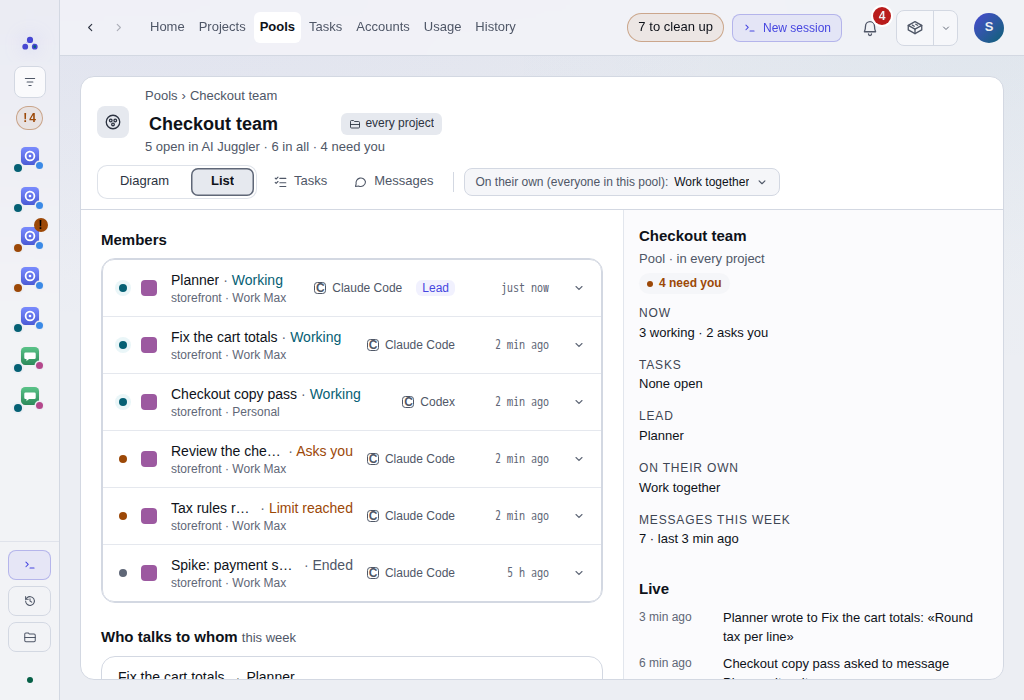 Home Projects Pools Tasks Accounts Usage History
7 to clean up
New session
4
S
!4
!
Pools › Checkout team
Checkout team
every project
5 open in AI Juggler · 6 in all · 4 need you
Diagram List Tasks Messages
On their own (everyone in this pool): Work together
Members
Planner · Working
storefront · Work Max
Claude Code Lead just now
Fix the cart totals · Working
storefront · Work Max
Claude Code 2 min ago
Checkout copy pass · Working
storefront · Personal
Codex 2 min ago
Review the che… · Asks you
storefront · Work Max
Claude Code 2 min ago
Tax rules r… · Limit reached
storefront · Work Max
Claude Code 2 min ago
Spike: payment s… · Ended
storefront · Work Max
Claude Code 5 h ago
Who talks to whom this week
Fix the cart totals Planner
Checkout team
Pool · in every project
4 need you
NOW
3 working · 2 asks you
TASKS
None open
LEAD
Planner
ON THEIR OWN
Work together
MESSAGES THIS WEEK
7 · last 3 min ago
Live
3 min ago Planner wrote to Fix the cart totals: «Round
tax per line»
6 min ago Checkout copy pass asked to message